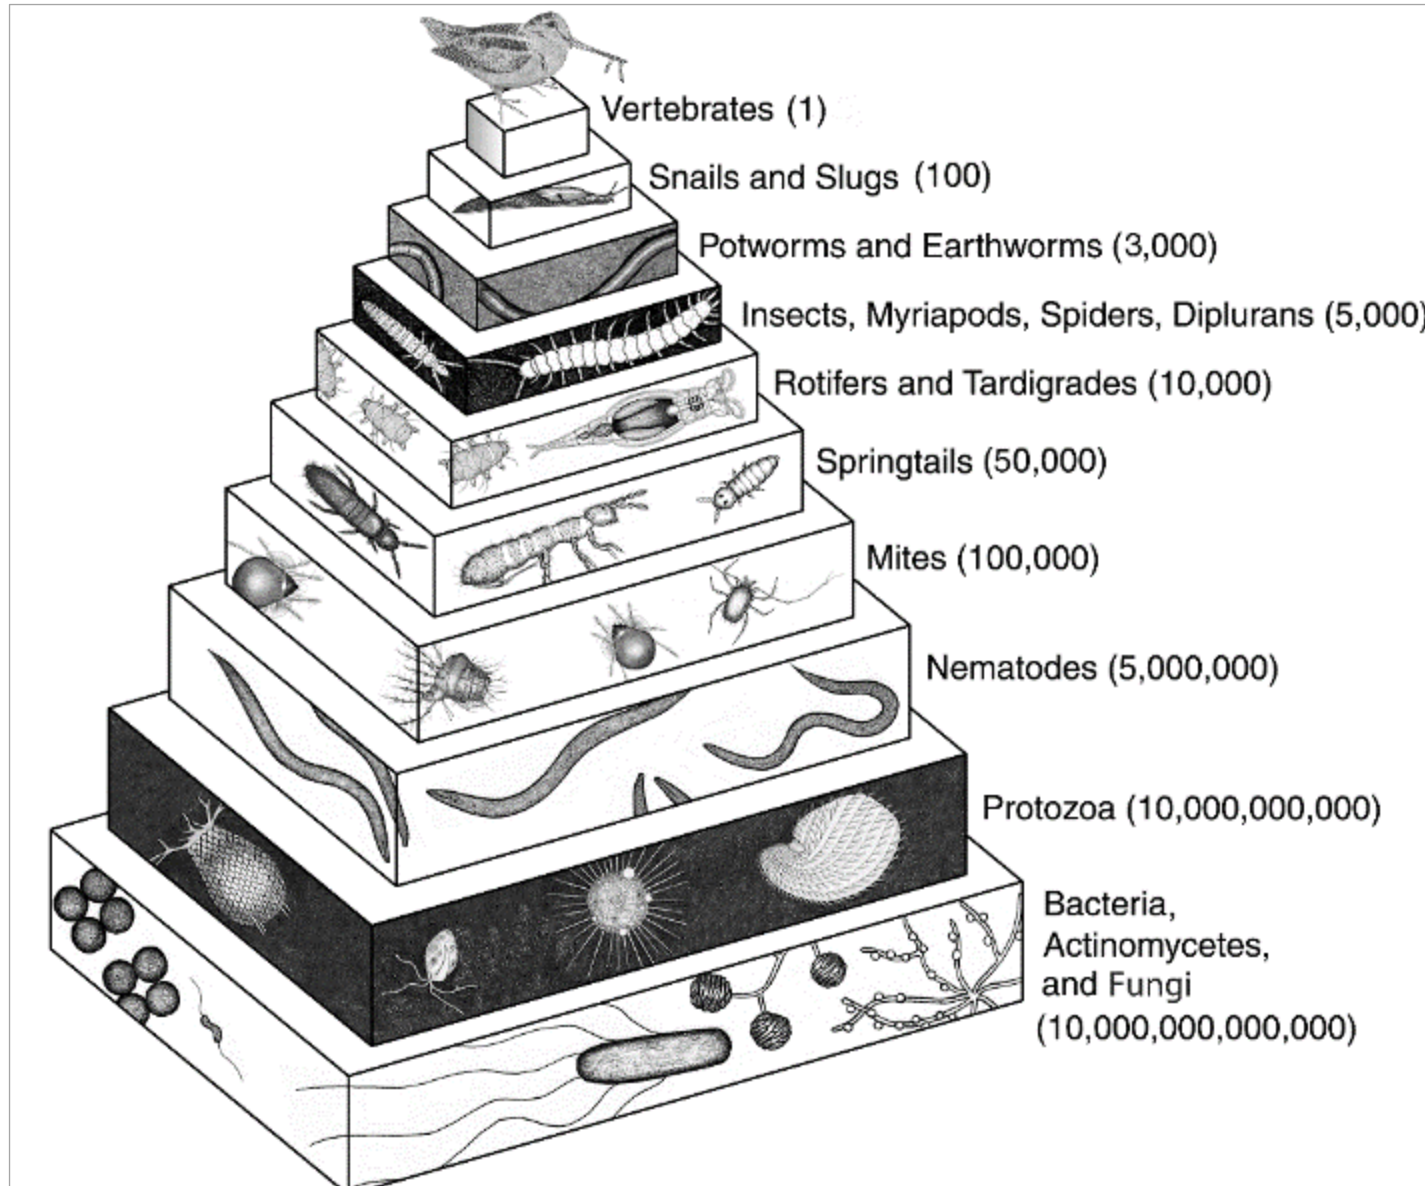 Vertebrates (1)
Snails and Slugs (100)
Potworms and Earthworms (3,000)
Insects, Myriapods, Spiders, Diplurans (5,000)
Rotifers and Tardigrades (10,000)
Springtails (50,000)
Mites (100,000)
Nematodes (5,000,000)
Protozoa (10,000,000,000)
Bacteria,
Actinomycetes,
and Fungi
(10,000,000,000,000)